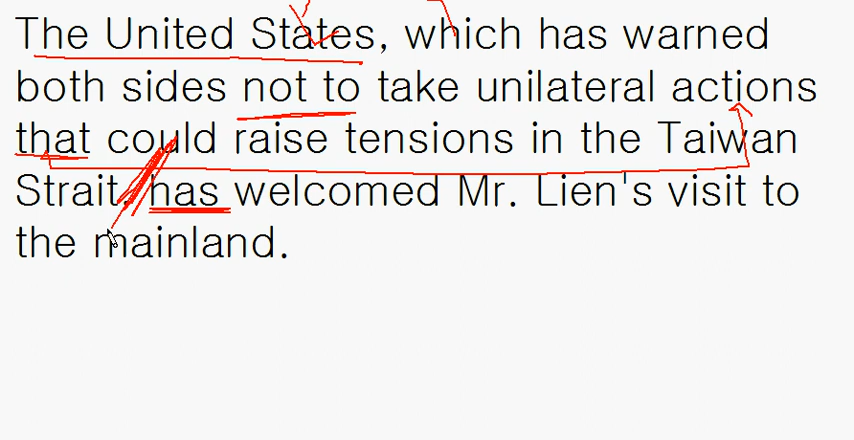 The United States, which has warned
both sides not to take unilateral actions
that could raise tensions in the Taiwan
Strait, has welcomed Mr. Lien's visit to
the mainland.